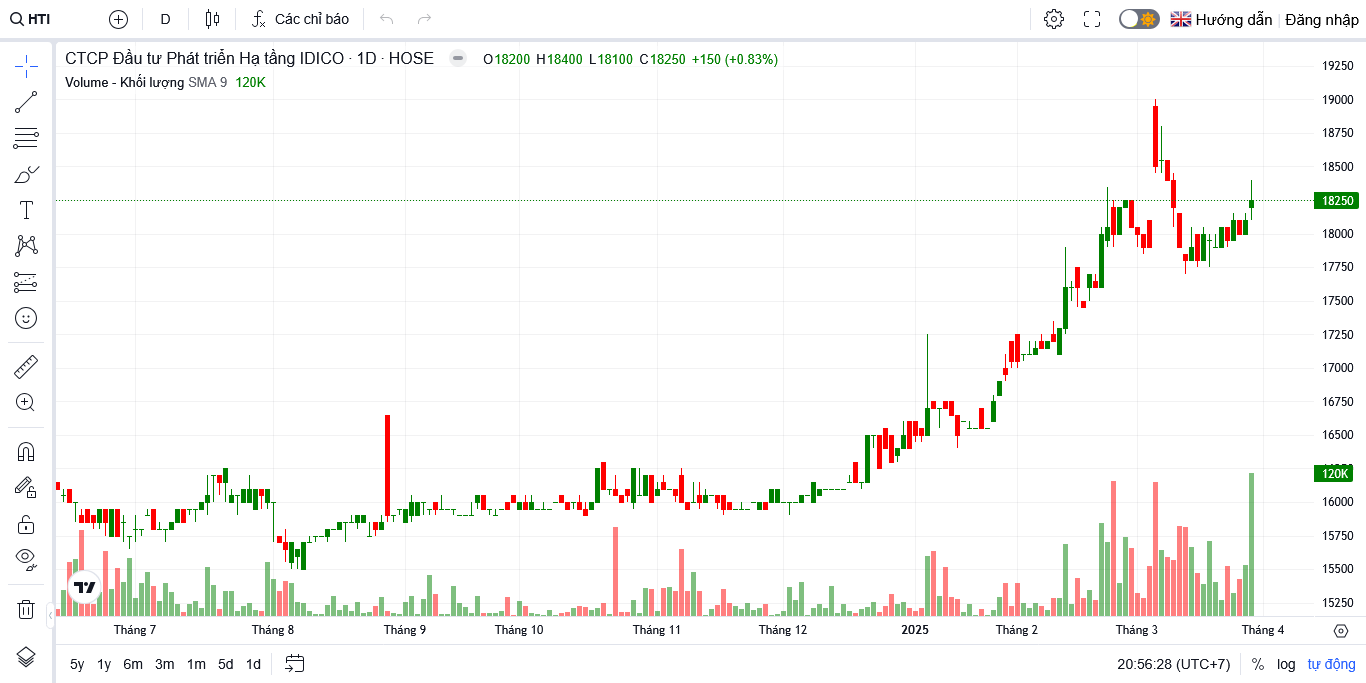 HTI D Các chỉ báo Hướng dẫn Đăng nhập
CTCP Đầu tư Phát triển Hạ tầng IDICO · 1D · HOSE O18200 H18400 L18100 C18250 +150 (+0.83%)
Volume - Khối lượng SMA 9 120K
19250
19000
18750
18500
18250
18000
17750
17500
17250
17000
16750
16500
120K
16000
15750
15500
15250
Tháng 7 Tháng 8 Tháng 9 Tháng 10 Tháng 11 Tháng 12 2025 Tháng 2 Tháng 3 Tháng 4
5y 1y 6m 3m 1m 5d 1d 20:56:28 (UTC+7) % log tự động